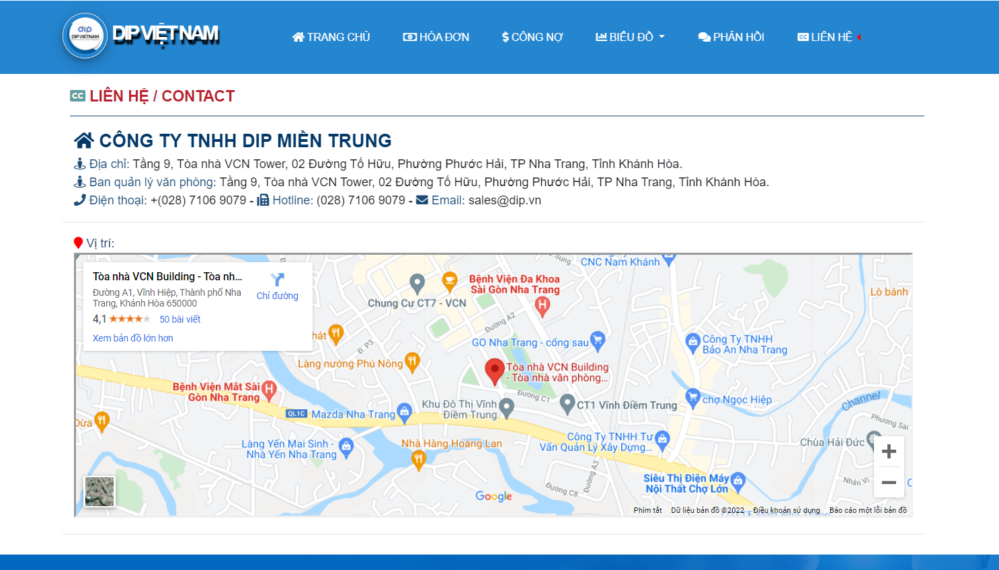 dip
DIP VIETNAM
DIP VIỆT NAM
TRANG CHỦ
HÓA ĐƠN
CÔNG NỢ
BIỂU ĐỒ
PHẢN HỒI
LIÊN HỆ
LIÊN HỆ / CONTACT
CÔNG TY TNHH DIP MIỀN TRUNG
Địa chỉ: Tầng 9, Tòa nhà VCN Tower, 02 Đường Tố Hữu, Phường Phước Hải, TP Nha Trang, Tỉnh Khánh Hòa.
Ban quản lý văn phòng: Tầng 9, Tòa nhà VCN Tower, 02 Đường Tố Hữu, Phường Phước Hải, TP Nha Trang, Tỉnh Khánh Hòa.
Điện thoại: +(028) 7106 9079 - Hotline: (028) 7106 9079 - Email: sales@dip.vn
Vị trí:
Tòa nhà VCN Building - Tòa nh...
Đường A1, Vĩnh Hiệp, Thành phố Nha
Trang, Khánh Hòa 650000
4,1
50 bài viết
Xem bản đồ lớn hơn
Chỉ đường
Sung
CNC Nam Khánh
Bệnh Viện Đa Khoa
Sài Gòn Nha Trang
Chung Cư CT7 - VCN
Lò bánh
Đường A2
hát
GO Nha Trang - cổng sau
Công Ty TNHH
Bảo An Nha Trang
Đ. P3
Làng nướng Phú Nông
Tòa nhà VCN Building
- Tòa nhà văn phòng...
Bệnh Viện Mắt Sài
Gòn Nha Trang
Đường C7
Khu Đô Thị Vĩnh
Điềm Trung
CT1 Vĩnh Điềm Trung
chợ Ngọc Hiệp
Channel
QL1C
Mazda Nha Trang
Dừa
Phương Sài
Công Ty TNHH Tư
Vấn Quản Lý Xây Dựng...
Chùa Hải Đức
Làng Yến Mai Sinh -
Nhà Yến Nha Trang
Nhà Hàng Hoàng Lan
Siêu Thị Điện Máy
Nội Thất Chợ Lớn
Nhân Vị
Đường C8
Đường A3
Google
Phím tắt
Dữ liệu bản đồ ©2022
Điều khoản sử dụng
Báo cáo một lỗi bản đồ